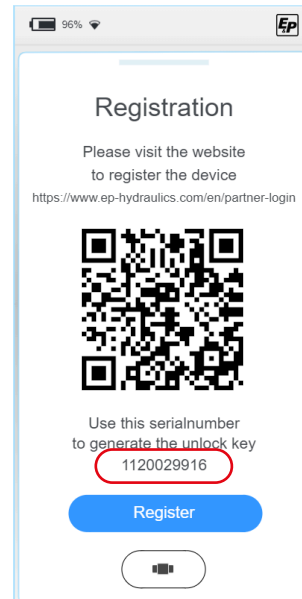 96%
EP
Registration
Please visit the website
to register the device
https://www.ep-hydraulics.com/en/partner-login
Use this serialnumber
to generate the unlock key
1120029916
Register